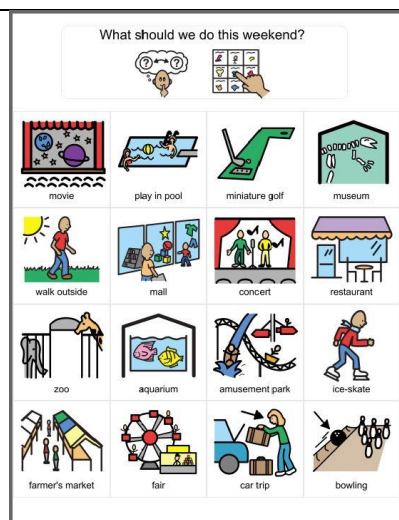 What should we do this weekend?
? ?
movie
play in pool
miniature golf
museum
walk outside
mall
concert
restaurant
zoo
aquarium
amusement park
ice-skate
farmer's market
fair
car trip
bowling